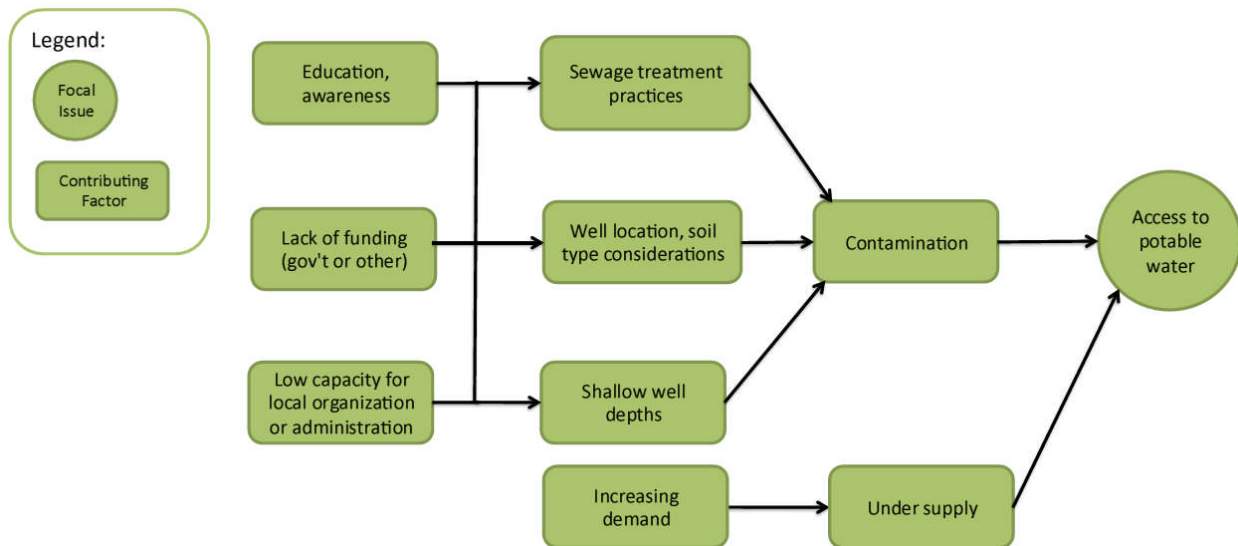 Legend:
Focal
Issue
Contributing
Factor
Education,
awareness
Sewage treatment
practices
Lack of funding
(gov't or other)
Well location, soil
type considerations
Contamination
Access to
potable
water
Low capacity for
local organization
or administration
Shallow well
depths
Increasing
demand
Under supply